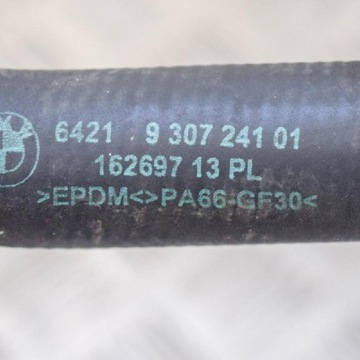 6421 9 307 241 01
162697 13 PL
>EPDM<>PA66-GF30<